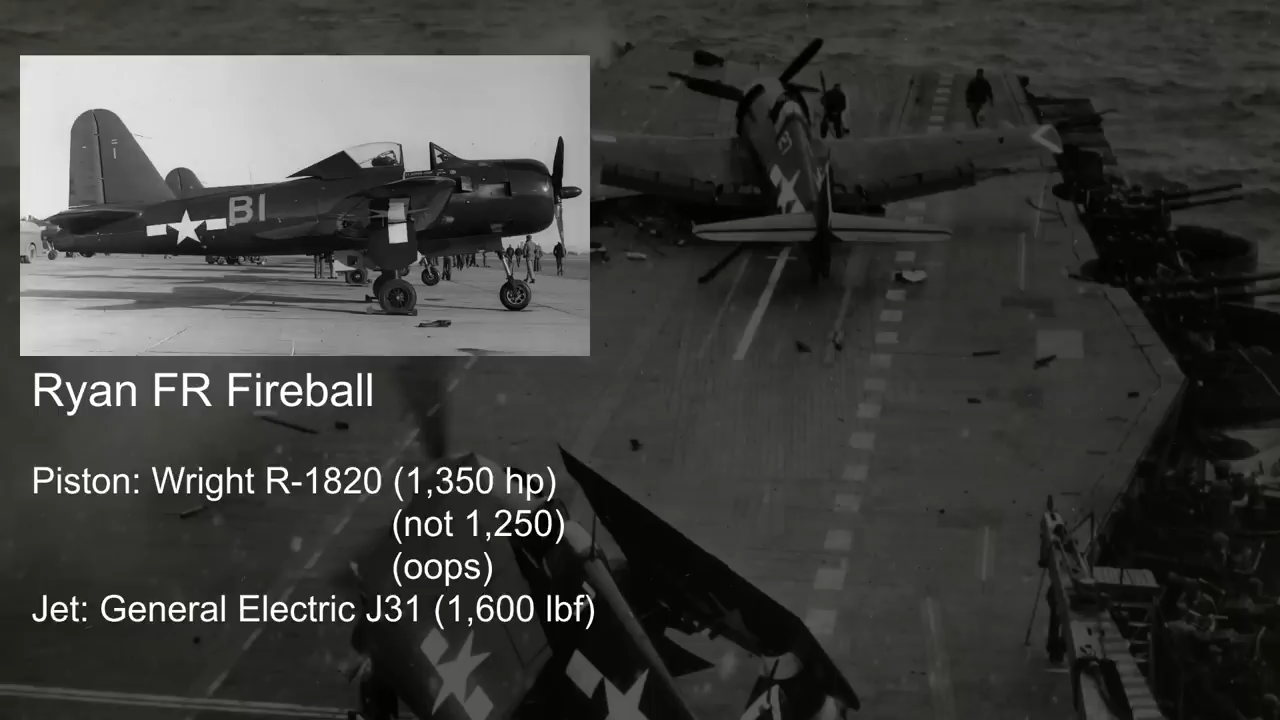 B1
Ryan FR Fireball
Piston: Wright R-1820 (1,350 hp)
(not 1,250)
(oops)
Jet: General Electric J31 (1,600 lbf)